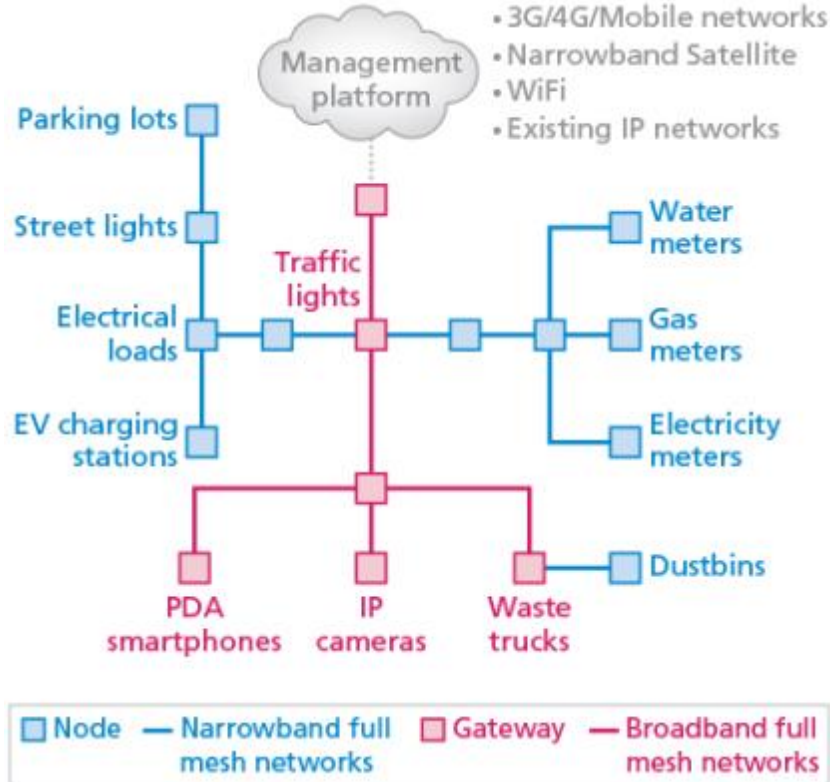 Management
platform
• 3G/4G/Mobile networks
• Narrowband Satellite
• WiFi
• Existing IP networks
Parking lots
Street lights
Traffic
lights
Electrical
loads
EV charging
stations
Water
meters
Gas
meters
Electricity
meters
Dustbins
PDA
smartphones
IP
cameras
Waste
trucks
Node
Narrowband full
mesh networks
Gateway
Broadband full
mesh networks